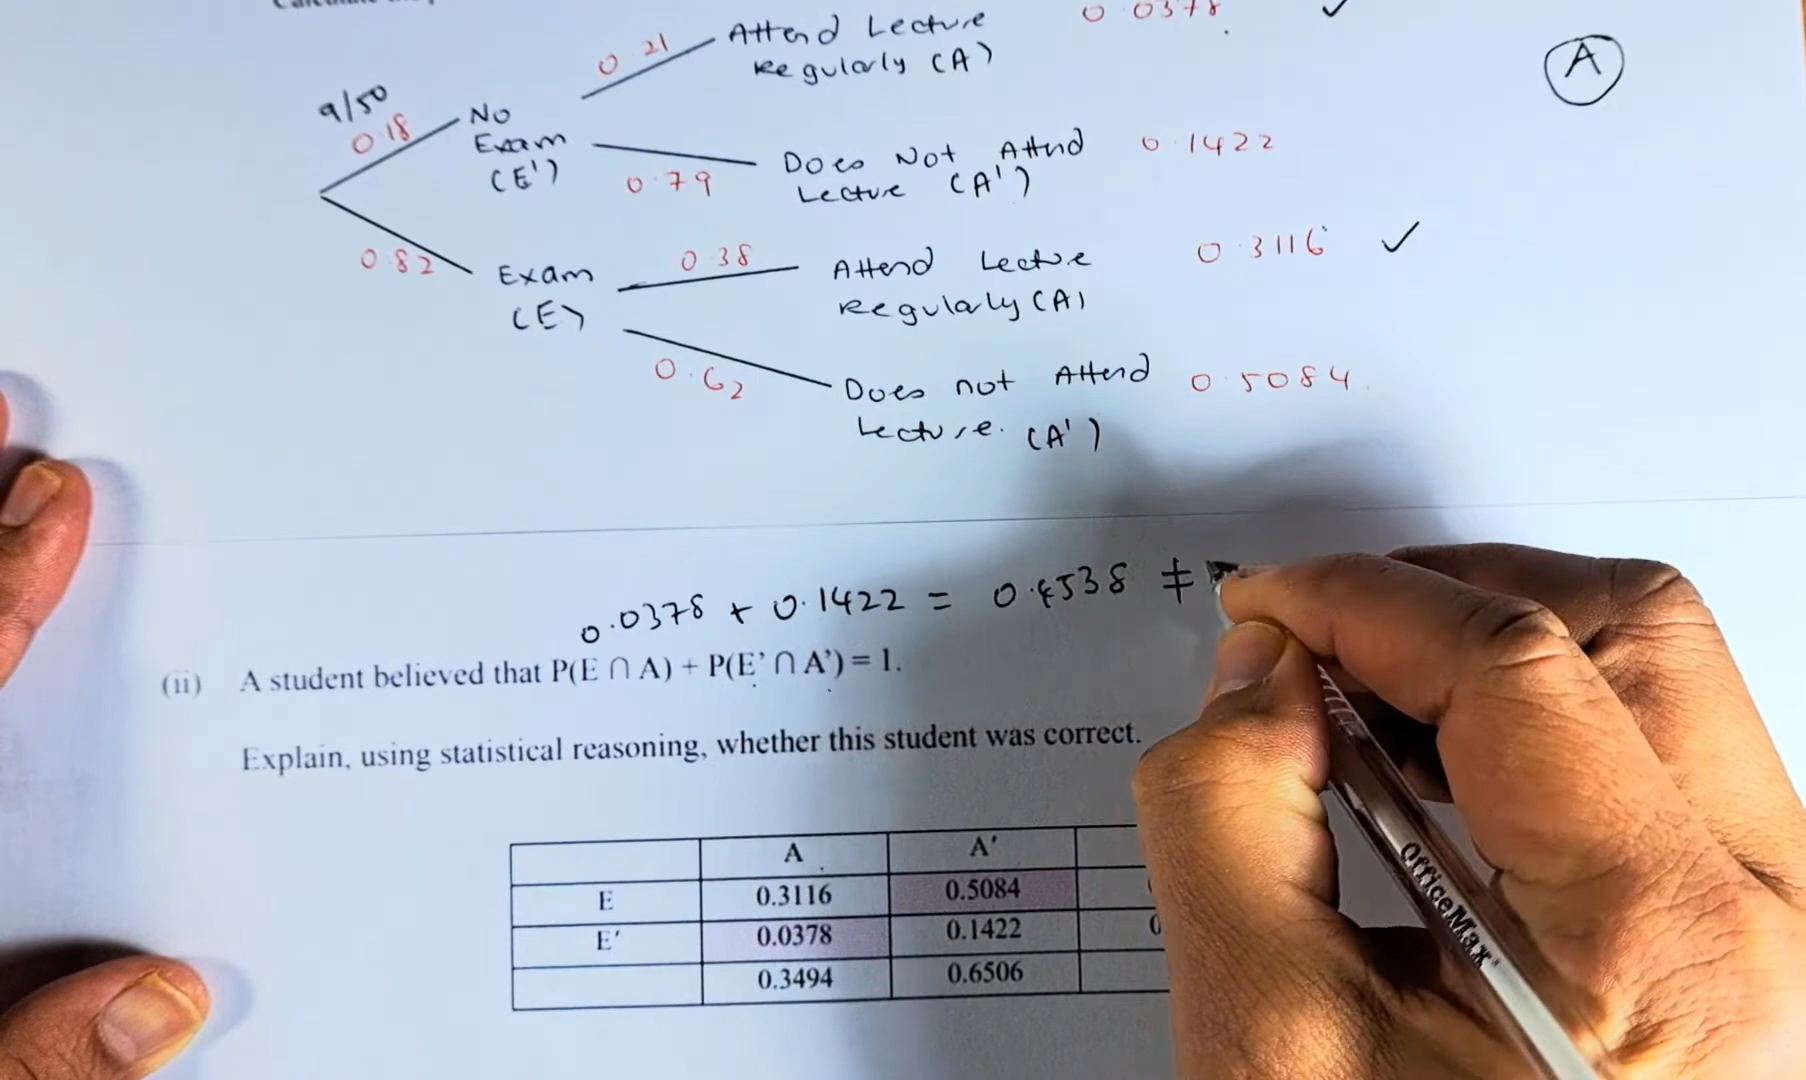 0.21
Attend Lecture
Regularly (A)
0.0378 ✓
A
9/50
0.18
No
Exam
(E')
0.79
Does Not Attend
Lecture (A')
0.1422
0.82
Exam
(E)
0.38
Attend Lecture
Regularly (A)
0.3116 ✓
0.62
Does not Attend
Lecture. (A')
0.5084
0.0378 + 0.1422 = 0.4538 ≠
(ii) A student believed that P(E ∩ A) + P(E' ∩ A') = 1.
Explain, using statistical reasoning, whether this student was correct.
A A'
E 0.3116 0.5084
E' 0.0378 0.1422 0
0.3494 0.6506
OfficeMax